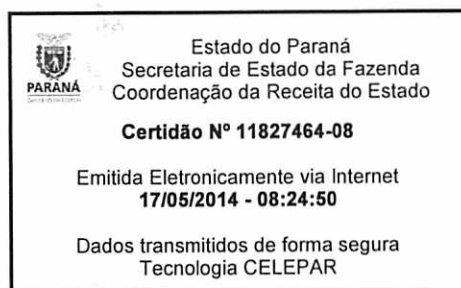 PARANÁ
Estado do Paraná
Secretaria de Estado da Fazenda
Coordenação da Receita do Estado
Certidão Nº 11827464-08
Emitida Eletronicamente via Internet
17/05/2014 - 08:24:50
Dados transmitidos de forma segura
Tecnologia CELEPAR